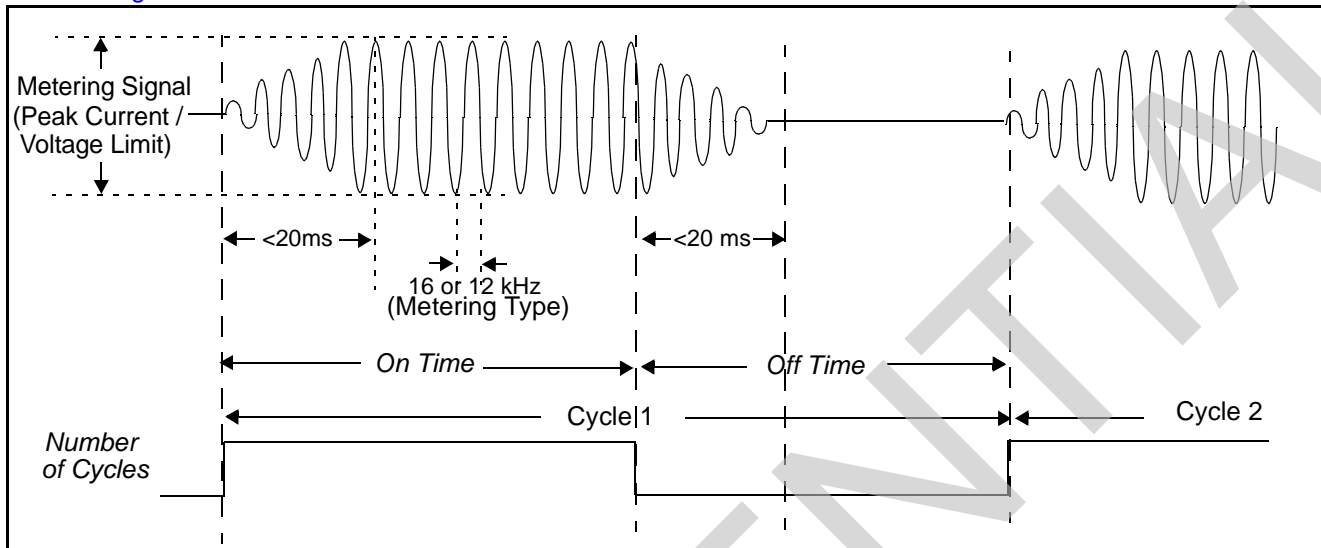 Metering Signal
(Peak Current /
Voltage Limit)
<20ms
<20 ms
16 or 12 kHz
(Metering Type)
On Time
Off Time
Cycle 1
Cycle 2
Number
of Cycles